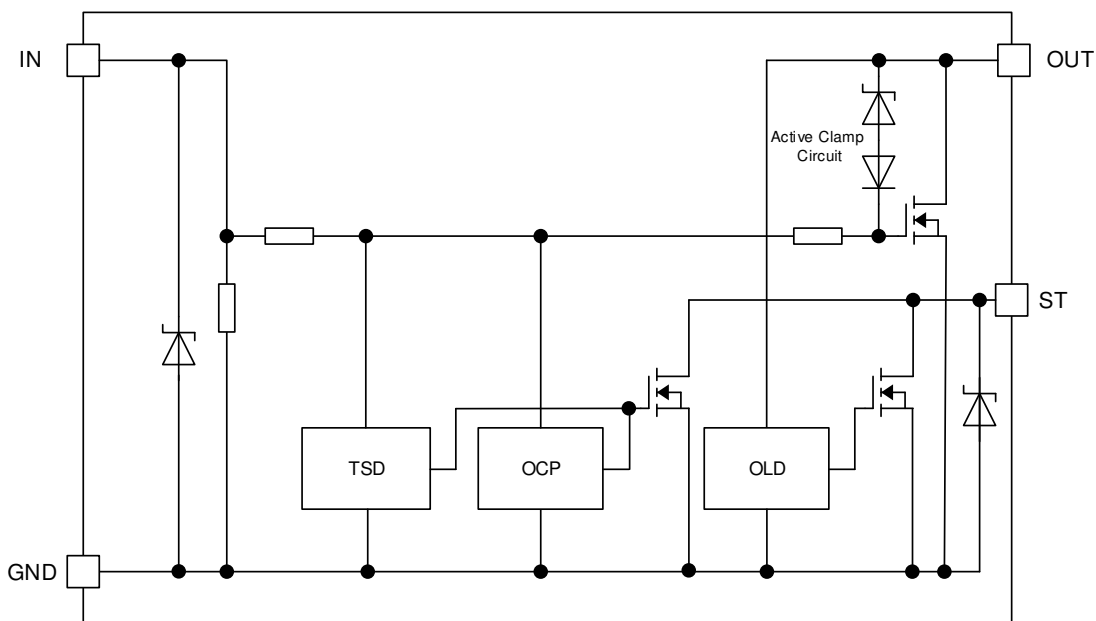 IN
OUT
Active Clamp
Circuit
ST
TSD
OCP
OLD
GND